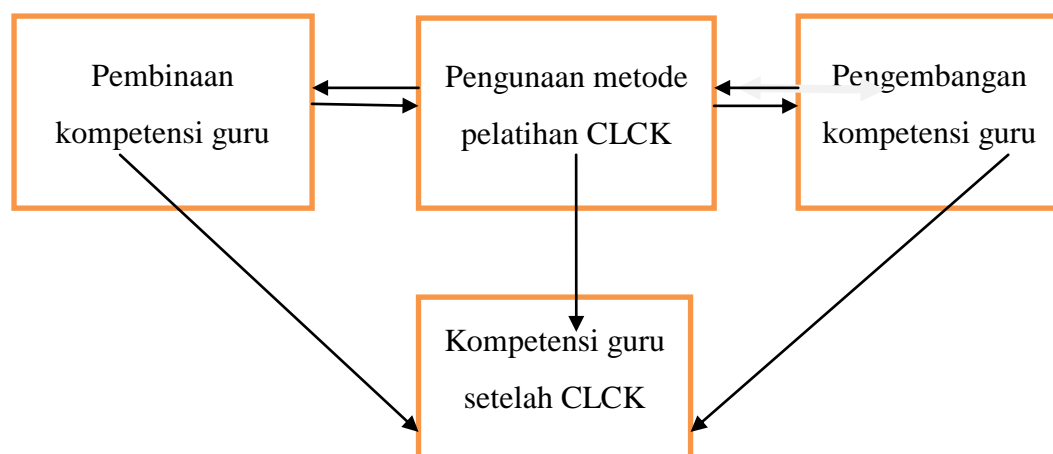 Pembinaan
kompetensi guru
Pengunaan metode
pelatihan CLCK
Pengembangan
kompetensi guru
Kompetensi guru
setelah CLCK